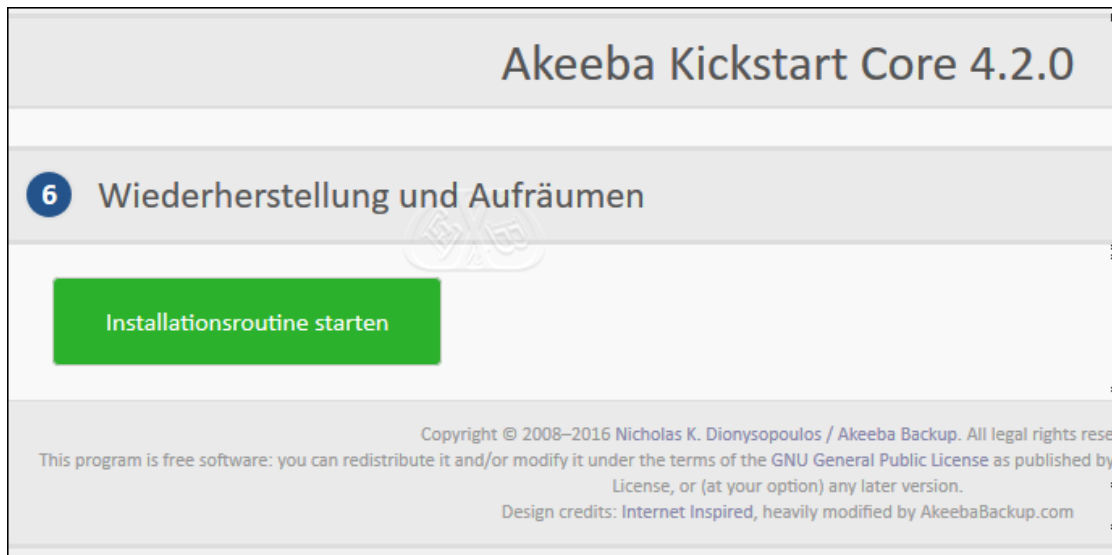 Akeeba Kickstart Core 4.2.0
6 Wiederherstellung und Aufräumen
Installationsroutine starten
Copyright © 2008–2016 Nicholas K. Dionysopoulos / Akeeba Backup. All legal rights rese
This program is free software: you can redistribute it and/or modify it under the terms of the GNU General Public License as published by
License, or (at your option) any later version.
Design credits: Internet Inspired, heavily modified by AkeebaBackup.com